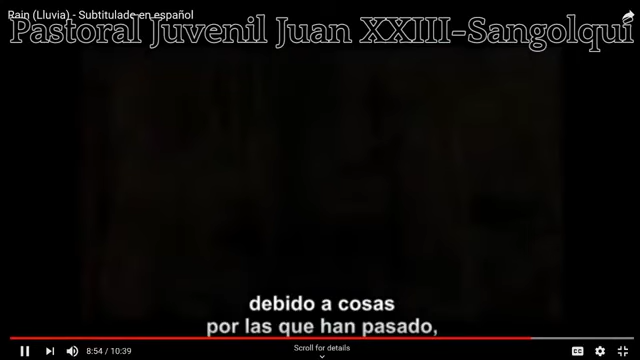 Rain (Lluvia) - Subtitulado en español
Pastoral Juvenil Juan XXIII-Sangolquí
debido a cosas
por las que han pasado,
8:54 / 10:39
Scroll for details
CC